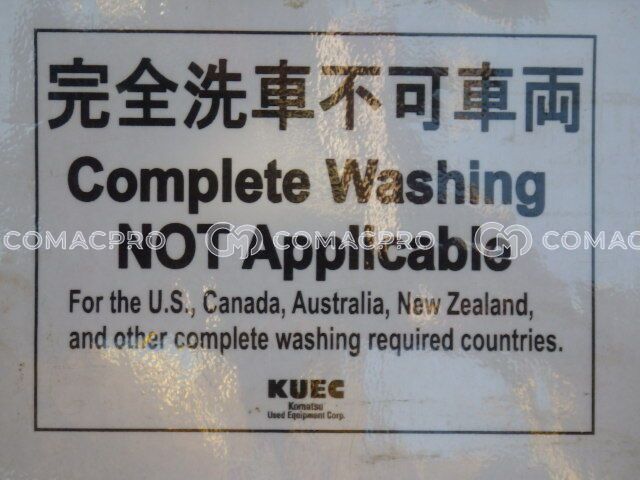 完全洗車不可車両
Complete Washing
NOT Applicable
COMACPRO COMACPRO COMACPRO
For the U.S., Canada, Australia, New Zealand,
and other complete washing required countries.
KUEC
Komatsu
Used Equipment Corp.